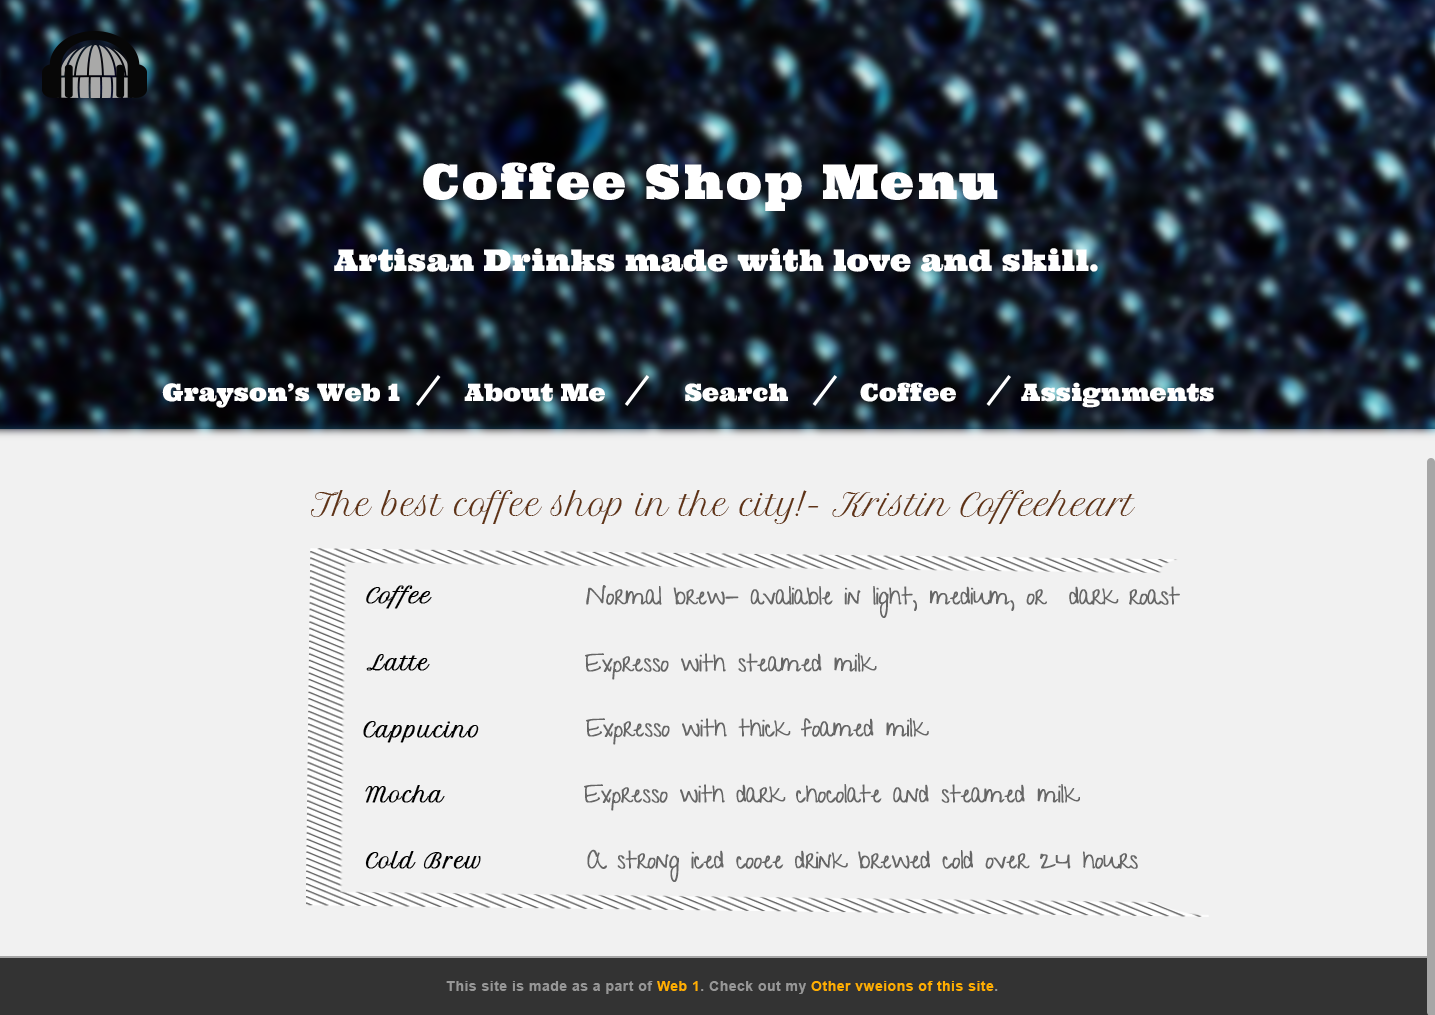 Coffee Shop Menu
Artisan Drinks made with love and skill.
Grayson's Web 1 / About Me / Search / Coffee / Assignments
The best coffee shop in the city!- Kristin Coffeeheart
Coffee Normal brew- avaliable in light, medium, or dark roast
Latte Expresso with steamed milk
Cappucino Expresso with thick foamed milk
Mocha Expresso with dark chocolate and steamed milk
Cold Brew A strong iced cooee drink brewed cold over 24 hours
This site is made as a part of Web 1. Check out my Other vweions of this site.